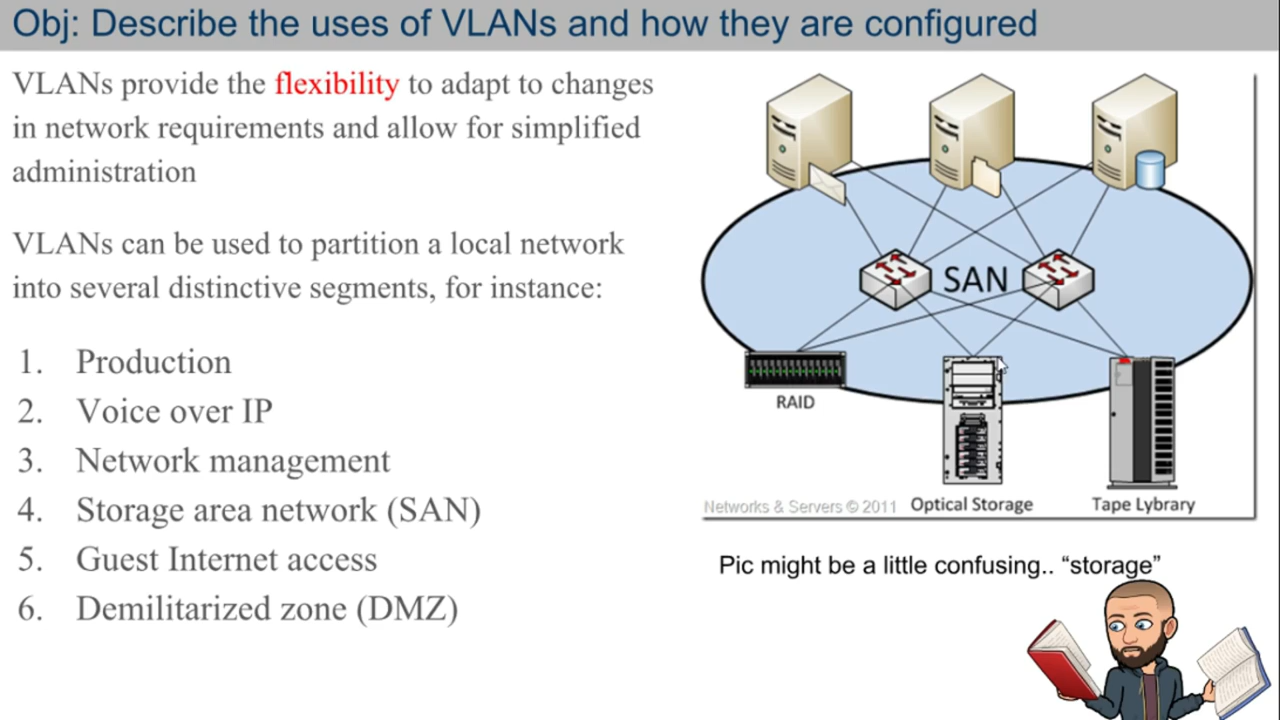 Obj: Describe the uses of VLANs and how they are configured
VLANs provide the flexibility to adapt to changes
in network requirements and allow for simplified
administration
VLANs can be used to partition a local network
into several distinctive segments, for instance:
1. Production
2. Voice over IP
3. Network management
4. Storage area network (SAN)
5. Guest Internet access
6. Demilitarized zone (DMZ)
SAN
RAID
Optical Storage
Tape Lybrary
Networks & Servers © 2011
Pic might be a little confusing.. “storage”